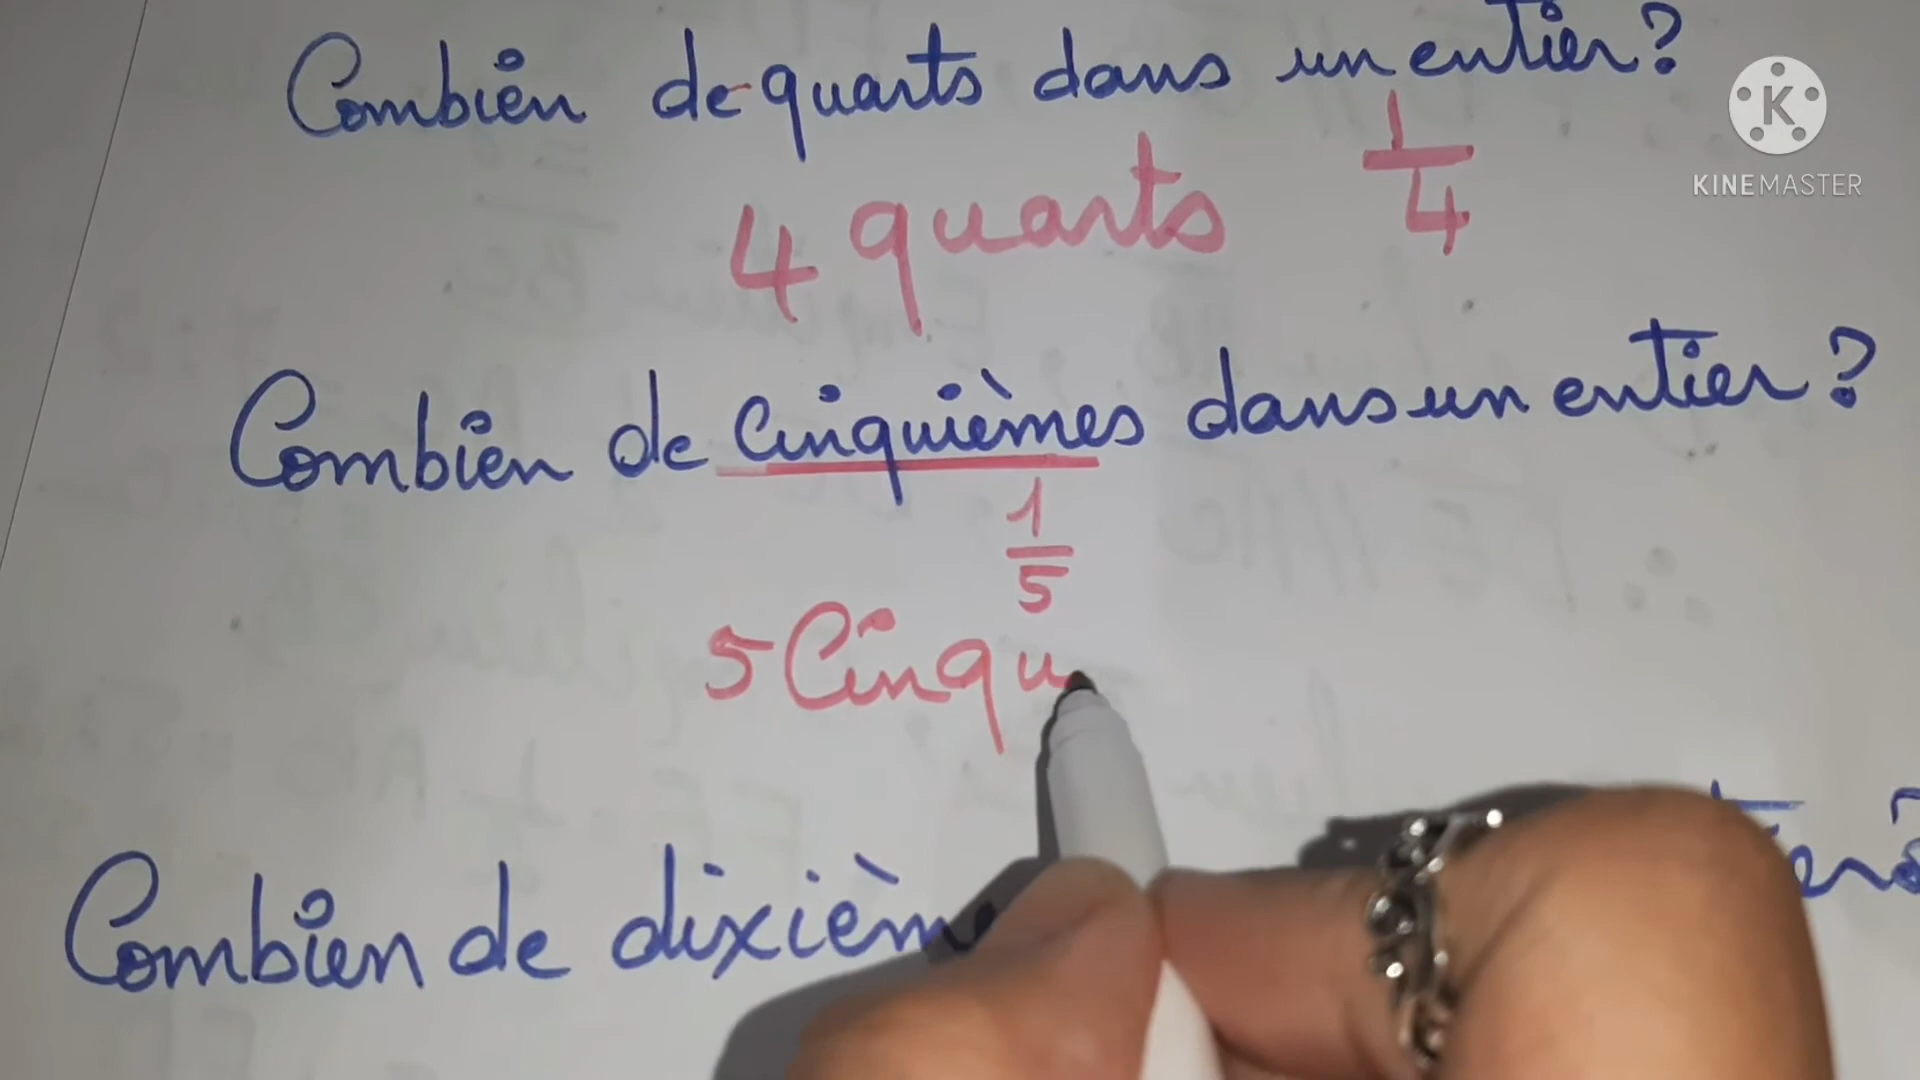 Combien de quarts dans un entier?
1
4
4 quarts
KINEMASTER
Combien de cinquièmes dans un entier?
1
5
5 Cinqu
Combien de dixièm